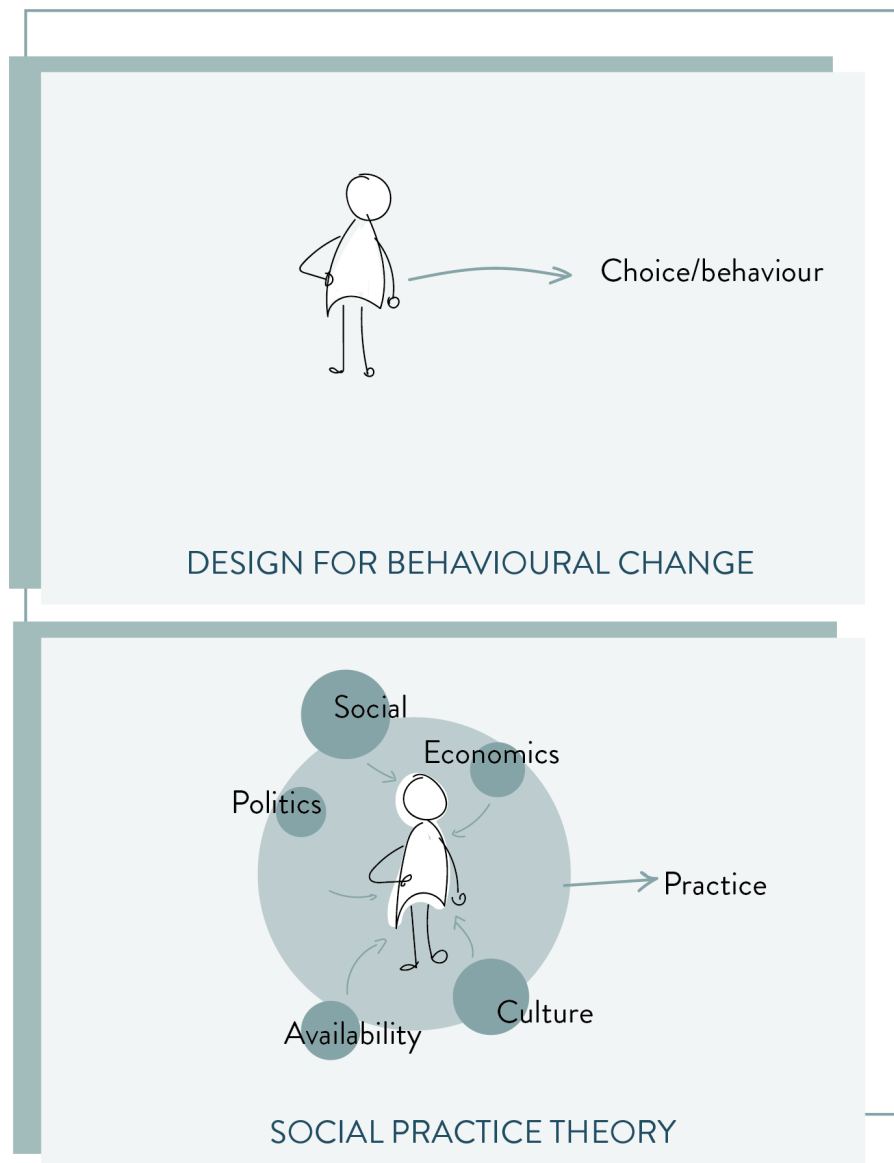 Choice/behaviour
DESIGN FOR BEHAVIOURAL CHANGE
Social
Economics
Politics
Practice
Culture
Availability
SOCIAL PRACTICE THEORY